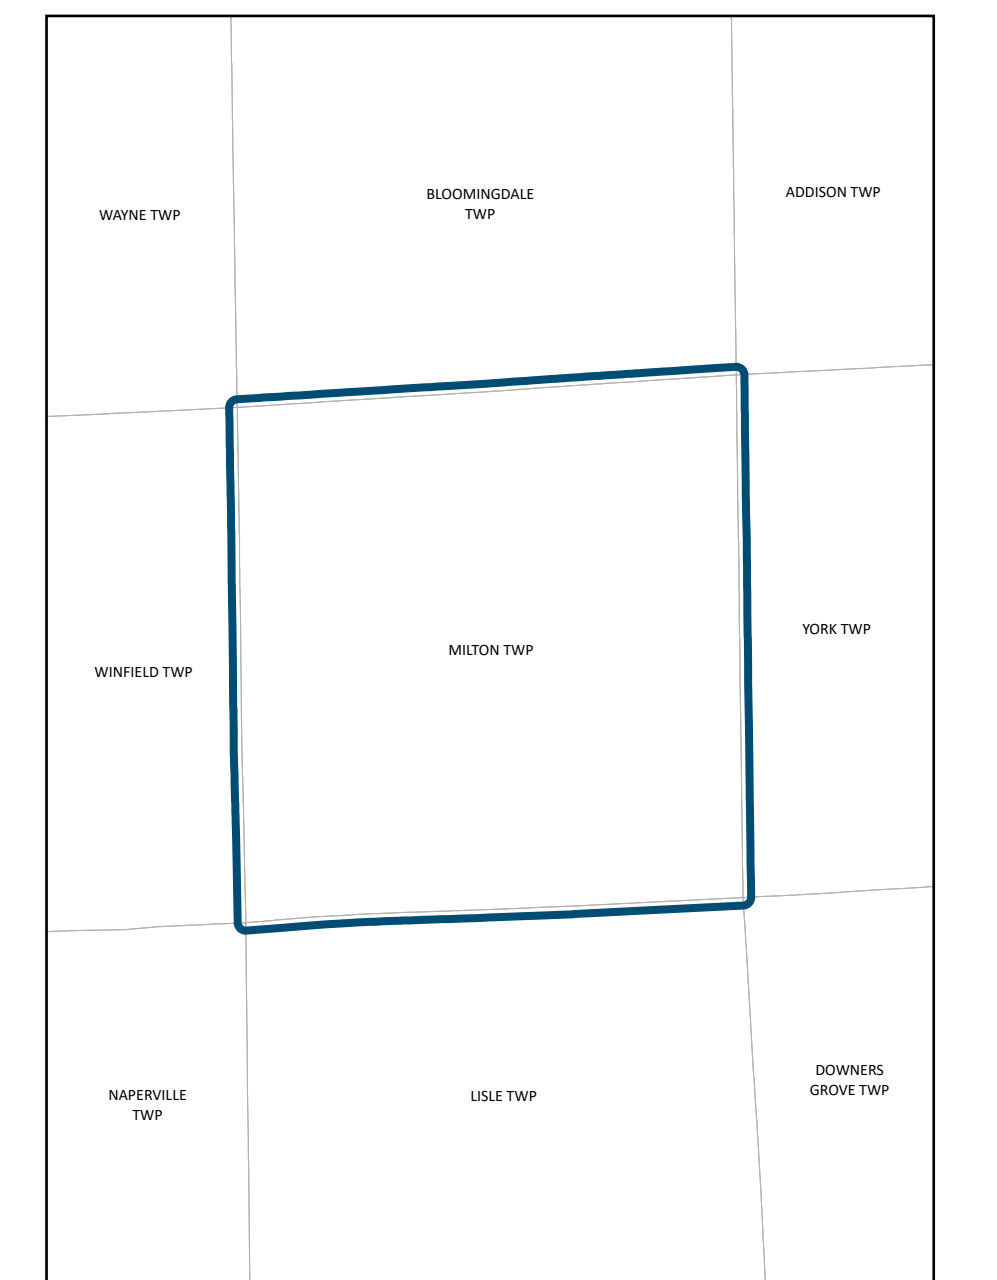 WAYNE TWP
BLOOMINGDALE
TWP
ADDISON TWP
WINFIELD TWP
MILTON TWP
YORK TWP
NAPERVILLE
TWP
LISLE TWP
DOWNERS
GROVE TWP